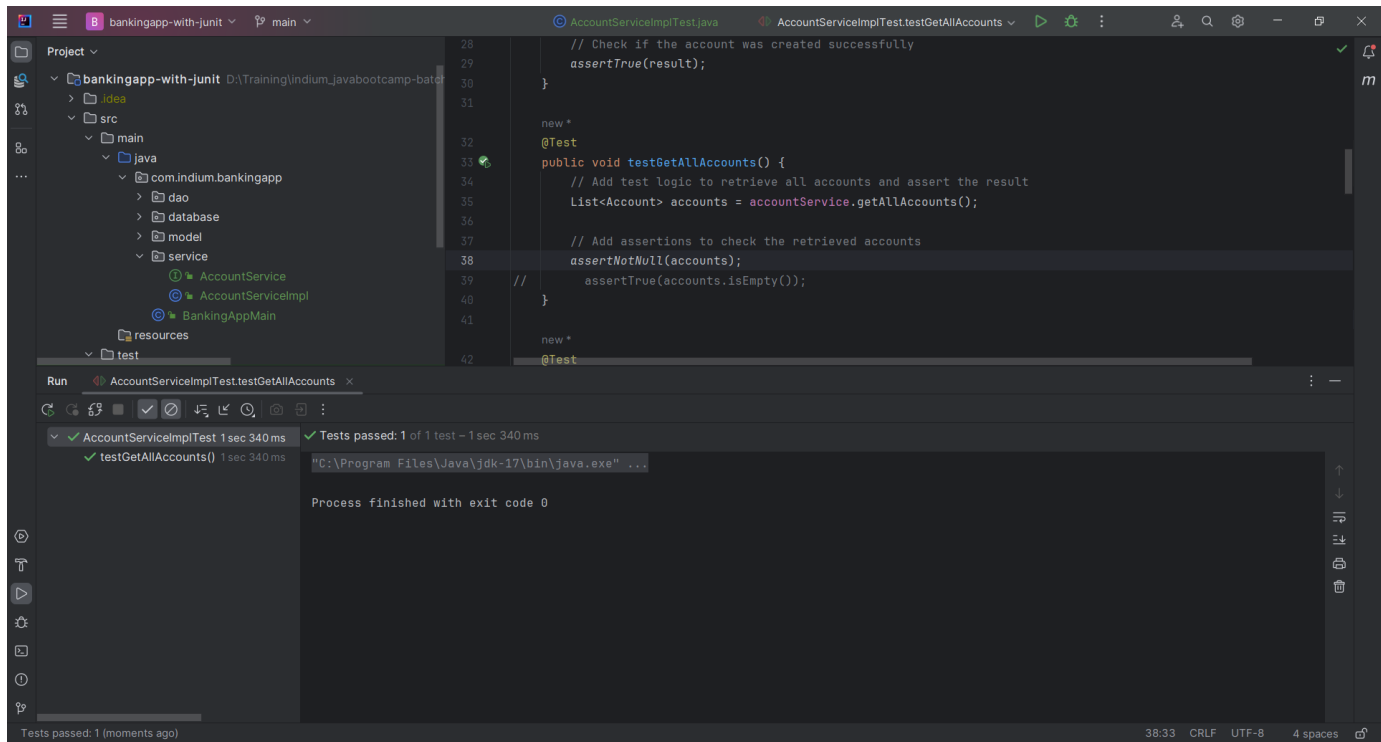 B bankingapp-with-junit main AccountServiceImplTest.java AccountServiceImplTest.testGetAllAccounts
Project
bankingapp-with-junit D:\Training\indium_javabootcamp-batch
.idea
src
main
java
com.indium.bankingapp
dao
database
model
service
I AccountService
C AccountServiceImpl
C BankingAppMain
resources
test
28 // Check if the account was created successfully
29 assertTrue(result);
30 }
31
new *
32 @Test
33 public void testGetAllAccounts() {
34 // Add test logic to retrieve all accounts and assert the result
35 List<Account> accounts = accountService.getAllAccounts();
36
37 // Add assertions to check the retrieved accounts
38 assertNotNull(accounts);
39 // assertTrue(accounts.isEmpty());
40 }
41
new *
42 @Test
m
Run AccountServiceImplTest.testGetAllAccounts
AccountServiceImplTest 1 sec 340 ms
testGetAllAccounts() 1 sec 340 ms
Tests passed: 1 of 1 test – 1 sec 340 ms
"C:\Program Files\Java\jdk-17\bin\java.exe" ...
Process finished with exit code 0
Tests passed: 1 (moments ago) 38:33 CRLF UTF-8 4 spaces